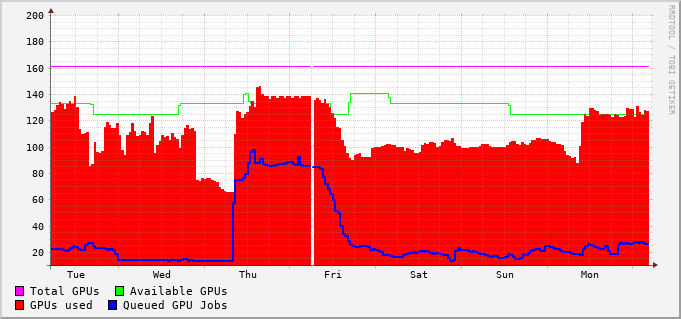 200
180
160
140
120
100
80
60
40
20
Tue Wed Thu Fri Sat Sun Mon
Total GPUs Available GPUs
GPUs used Queued GPU Jobs
RRDTOOL / TOBI OETIKER